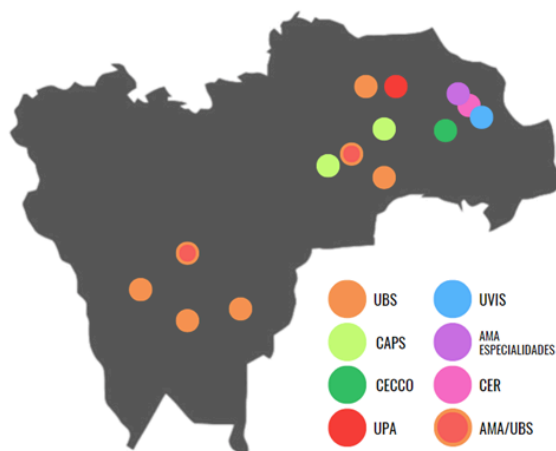 UBS
UVIS
CAPS
AMA
ESPECIALIDADES
CECCO
CER
UPA
AMA/UBS